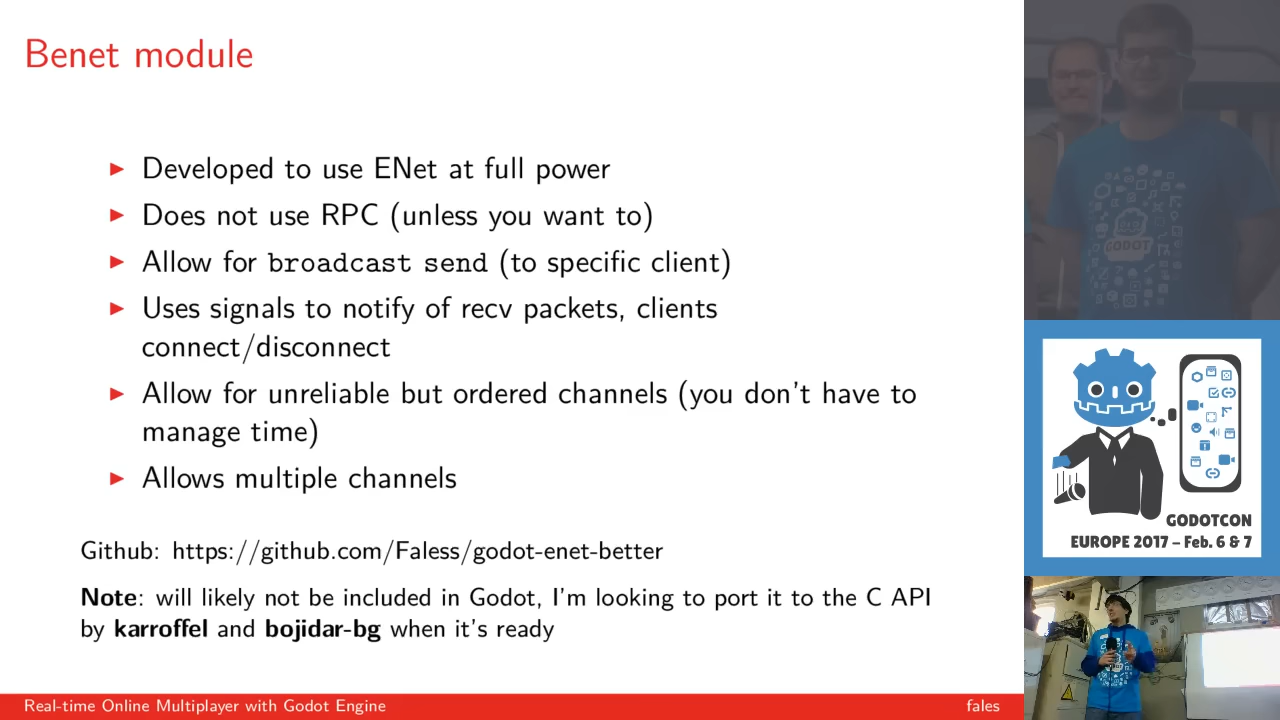 Benet module
Developed to use ENet at full power
Does not use RPC (unless you want to)
Allow for broadcast send (to specific client)
Uses signals to notify of recv packets, clients
connect/disconnect
Allow for unreliable but ordered channels (you don't have to
manage time)
Allows multiple channels
Github: https://github.com/Faless/godot-enet-better
Note: will likely not be included in Godot, I'm looking to port it to the C API
by karroffel and bojidar-bg when it's ready
Real-time Online Multiplayer with Godot Engine
fales
GODOT
GODOTCON
EUROPE 2017 – Feb. 6 & 7